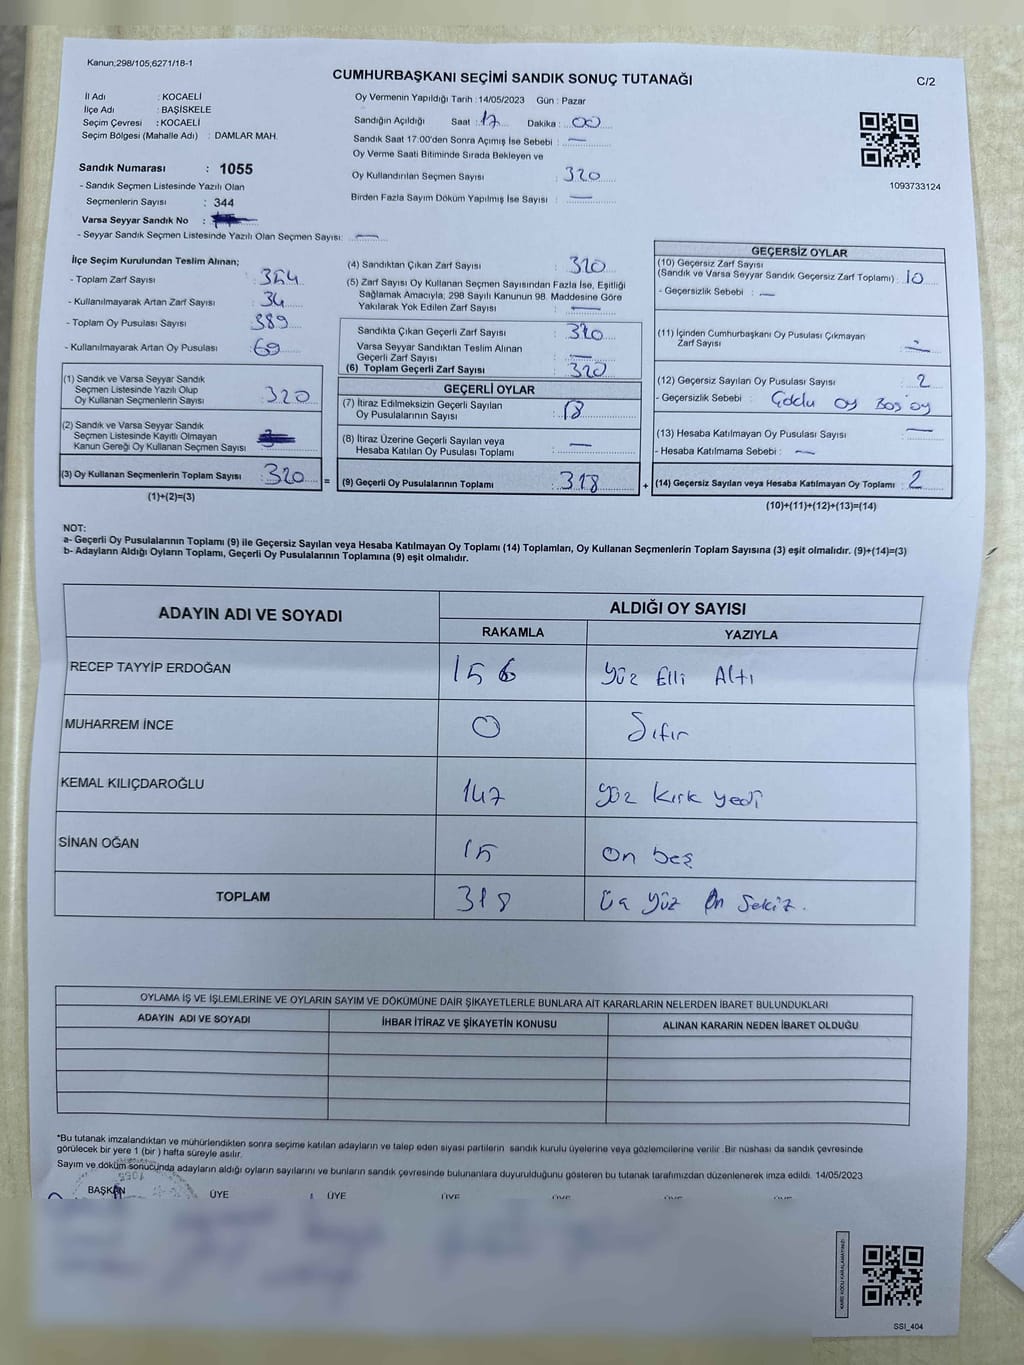 Kanun;298/105;6271/18-1
CUMHURBAŞKANI SEÇİMİ SANDIK SONUÇ TUTANAĞI
C/2
İl Adı : KOCAELİ
İlçe Adı : BAŞİSKELE
Seçim Çevresi : KOCAELİ
Seçim Bölgesi (Mahalle Adı) : DAMLAR MAH.
Oy Vermenin Yapıldığı Tarih :14/05/2023 Gün : Pazar
Sandığın Açıldığı Saat : 17 Dakika : 00
Sandık Saat 17:00'den Sonra Açımış İse Sebebi : —
Oy Verme Saati Bitiminde Sırada Bekleyen ve
Oy Kullandırılan Seçmen Sayısı : 320
Birden Fazla Sayım Döküm Yapılmış İse Sayısı : —
1093733124
Sandık Numarası : 1055
- Sandık Seçmen Listesinde Yazılı Olan
Seçmenlerin Sayısı : 344
Varsa Seyyar Sandık No :
- Seyyar Sandık Seçmen Listesinde Yazılı Olan Seçmen Sayısı: —
İlçe Seçim Kurulundan Teslim Alınan;
- Toplam Zarf Sayısı : 354
- Kullanılmayarak Artan Zarf Sayısı : 34
- Toplam Oy Pusulası Sayısı : 389
- Kullanılmayarak Artan Oy Pusulası : 69
(1) Sandık ve Varsa Seyyar Sandık
Seçmen Listesinde Yazılı Olup
Oy Kullanan Seçmenlerin Sayısı : 320
(2) Sandık ve Varsa Seyyar Sandık
Seçmen Listesinde Kayıtlı Olmayan
Kanun Gereği Oy Kullanan Seçmen Sayısı :
(3) Oy Kullanan Seçmenlerin Toplam Sayısı : 320 =
(1)+(2)=(3)
(4) Sandıktan Çıkan Zarf Sayısı : 320
(5) Zarf Sayısı Oy Kullanan Seçmen Sayısından Fazla İse, Eşitliği
Sağlamak Amacıyla; 298 Sayılı Kanunun 98. Maddesine Göre
Yakılarak Yok Edilen Zarf Sayısı : —
Sandıkta Çıkan Geçerli Zarf Sayısı : 320
Varsa Seyyar Sandıktan Teslim Alınan
Geçerli Zarf Sayısı : —
(6) Toplam Geçerli Zarf Sayısı : 320
GEÇERLİ OYLAR
(7) İtiraz Edilmeksizin Geçerli Sayılan
Oy Pusulalarının Sayısı : 18
(8) İtiraz Üzerine Geçerli Sayılan veya
Hesaba Katılan Oy Pusulası Toplamı : —
(9) Geçerli Oy Pusulalarının Toplamı : 318 +
GEÇERSİZ OYLAR
(10) Geçersiz Zarf Sayısı
(Sandık ve Varsa Seyyar Sandık Geçersiz Zarf Toplamı) : 10
- Geçersizlik Sebebi : —
(11) İçinden Cumhurbaşkanı Oy Pusulası Çıkmayan
Zarf Sayısı : —
(12) Geçersiz Sayılan Oy Pusulası Sayısı : 2
- Geçersizlik Sebebi : Boş oy
(13) Hesaba Katılmayan Oy Pusulası Sayısı : —
- Hesaba Katılmama Sebebi : —
(14) Geçersiz Sayılan veya Hesaba Katılmayan Oy Toplamı : 2
(10)+(11)+(12)+(13)=(14)
NOT:
a- Geçerli Oy Pusulalarının Toplamı (9) ile Geçersiz Sayılan veya Hesaba Katılmayan Oy Toplamı (14) Toplamları, Oy Kullanan Seçmenlerin Toplam Sayısına (3) eşit olmalıdır. (9)+(14)=(3)
b- Adayların Aldığı Oyların Toplamı, Geçerli Oy Pusulalarının Toplamına (9) eşit olmalıdır.
ADAYIN ADI VE SOYADI
ALDIĞI OY SAYISI
RAKAMLA
YAZIYLA
RECEP TAYYİP ERDOĞAN 156 yüz Elli Altı
MUHARREM İNCE 0 Sıfır
KEMAL KILIÇDAROĞLU 147 yüz kırk yedi
SİNAN OĞAN 15 On beş
TOPLAM 318 Üç yüz On Sekiz.
OYLAMA İŞ VE İŞLEMLERİNE VE OYLARIN SAYIM VE DÖKÜMÜNE DAİR ŞİKAYETLERLE BUNLARA AİT KARARLARIN NELERDEN İBARET BULUNDUKLARI
ADAYIN ADI VE SOYADI
İHBAR İTİRAZ VE ŞİKAYETİN KONUSU
ALINAN KARARIN NEDEN İBARET OLDUĞU
*Bu tutanak imzalandıktan ve mühürlendikten sonra seçime katılan adayların ve talep eden siyasi partilerin sandık kurulu üyelerine veya gözlemcilerine verilir .Bir nüshası da sandık çevresinde
görülecek bir yere 1 (bir ) hafta süreyle asılır.
Sayım ve döküm sonucunda adayların aldığı oyların sayılarını ve bunların sandık çevresinde bulunanlara duyurulduğunu gösteren bu tutanak tarafımızdan düzenlenerek imza edildi. 14/05/2023
BAŞKAN ÜYE ÜYE ÜYE ÜYE ÜYE ÜYE
KARE KODU KARALAMAYINIZ!
SSI_404